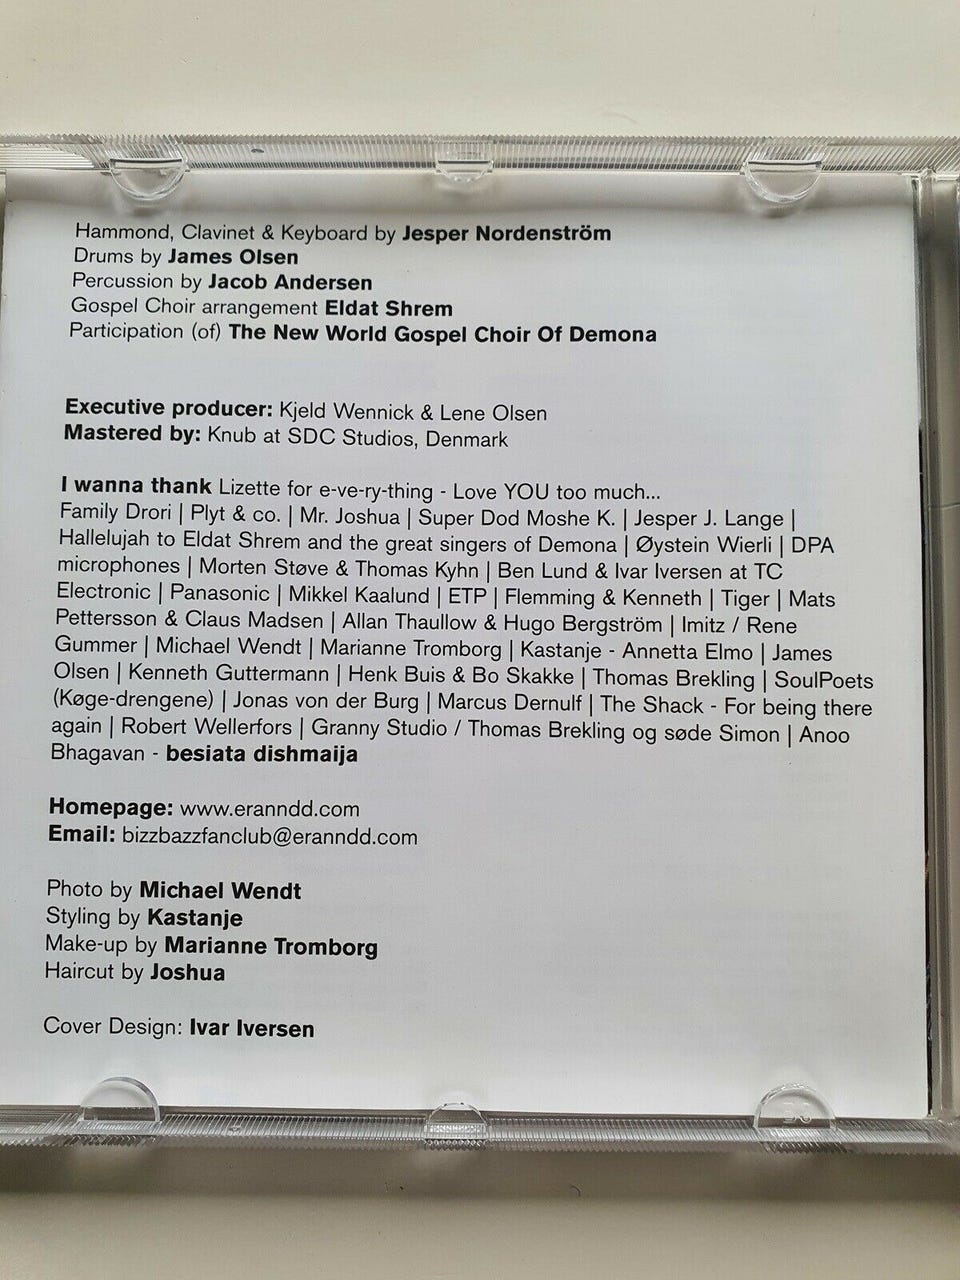 Hammond, Clavinet & Keyboard by Jesper Nordenström
Drums by James Olsen
Percussion by Jacob Andersen
Gospel Choir arrangement Eldat Shrem
Participation (of) The New World Gospel Choir Of Demona
Executive producer: Kjeld Wennick & Lene Olsen
Mastered by: Knub at SDC Studios, Denmark
I wanna thank Lizette for e-ve-ry-thing - Love YOU too much...
Family Drori | Plyt & co. | Mr. Joshua | Super Dod Moshe K. | Jesper J. Lange |
Hallelujah to Eldat Shrem and the great singers of Demona | Øystein Wierli | DPA
microphones | Morten Støve & Thomas Kyhn | Ben Lund & Ivar Iversen at TC
Electronic | Panasonic | Mikkel Kaalund | ETP | Flemming & Kenneth | Tiger | Mats
Pettersson & Claus Madsen | Allan Thaullow & Hugo Bergström | Imitz / Rene
Gummer | Michael Wendt | Marianne Tromborg | Kastanje - Annetta Elmo | James
Olsen | Kenneth Guttermann | Henk Buis & Bo Skakke | Thomas Brekling | SoulPoets
(Køge-drengene) | Jonas von der Burg | Marcus Dernulf | The Shack - For being there
again | Robert Wellerfors | Granny Studio / Thomas Brekling og søde Simon | Anoo
Bhagavan - besiata dishmaija
Homepage: www.eranndd.com
Email: bizzbazzfanclub@eranndd.com
Photo by Michael Wendt
Styling by Kastanje
Make-up by Marianne Tromborg
Haircut by Joshua
Cover Design: Ivar Iversen